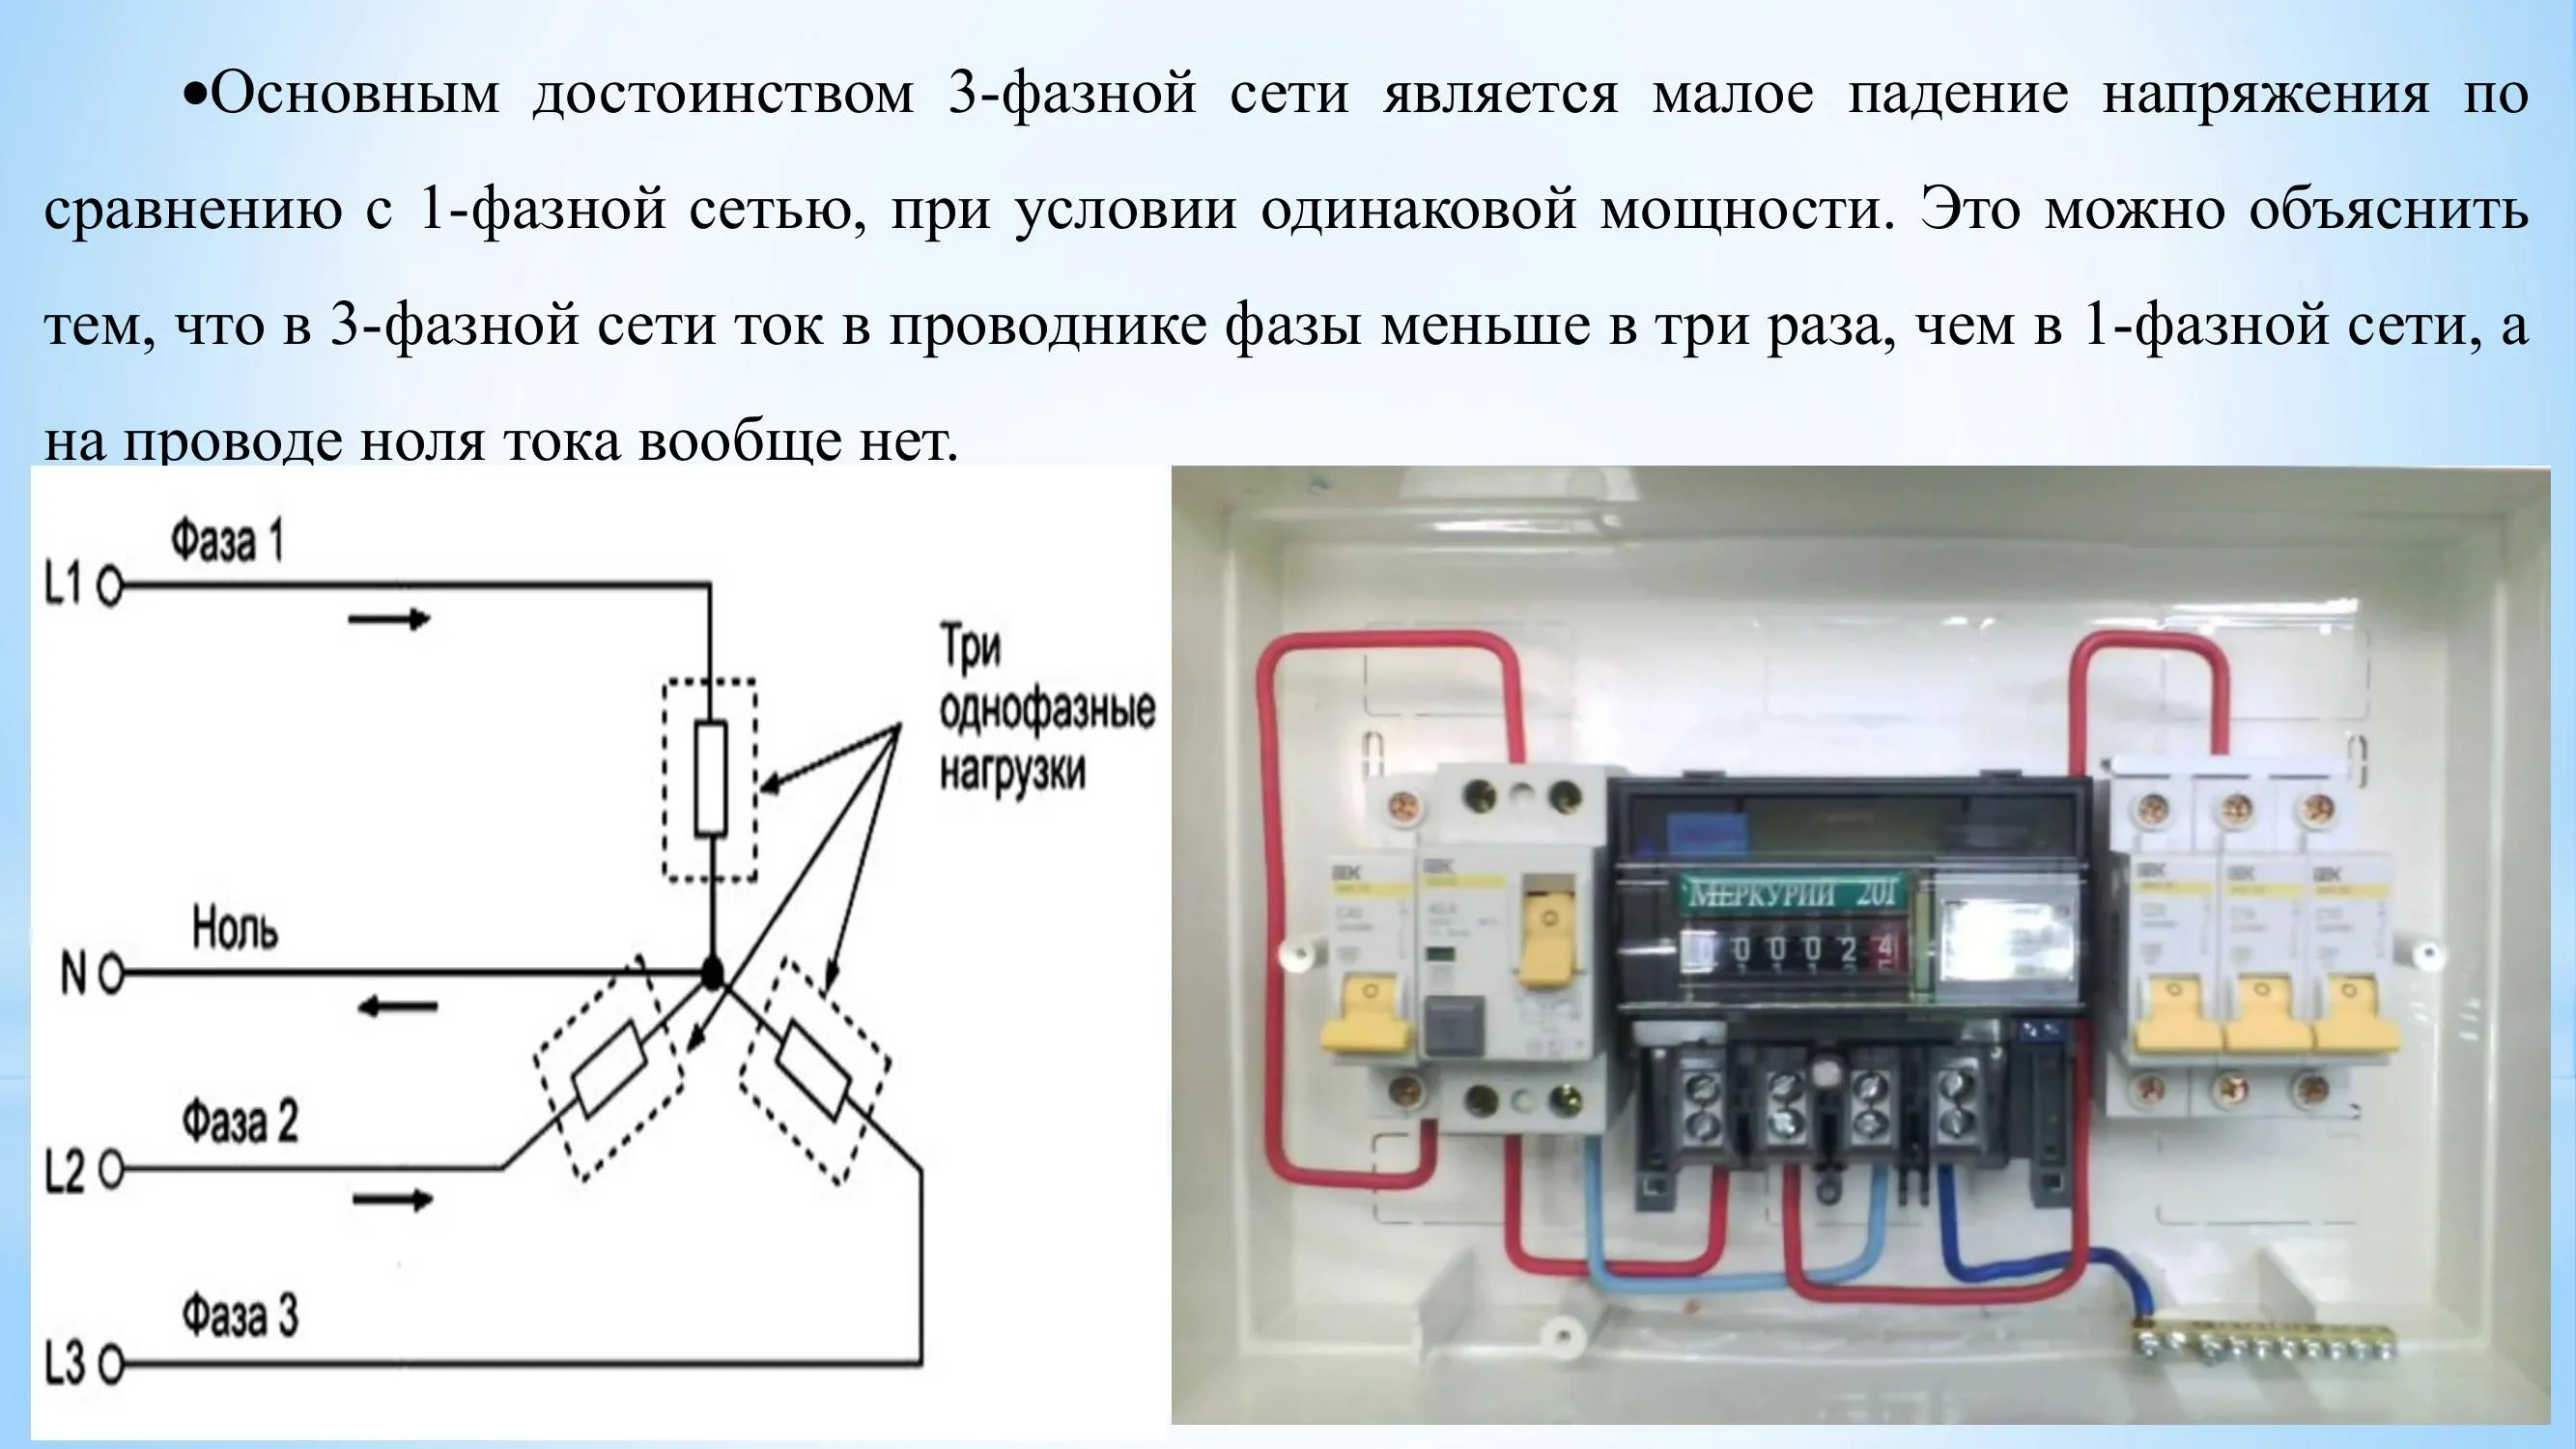 •Основным достоинством 3-фазной сети является малое падение напряжения по
сравнению с 1-фазной сетью, при условии одинаковой мощности. Это можно объяснить
тем, что в 3-фазной сети ток в проводнике фазы меньше в три раза, чем в 1-фазной сети, а
на проводе ноля тока вообще нет.
Фаза 1
L1
Три
однофазные
нагрузки
Ноль
N
Фаза 2
L2
Фаза 3
L3
МЕРКУРИЙ 201
0 0 0 0 2 4